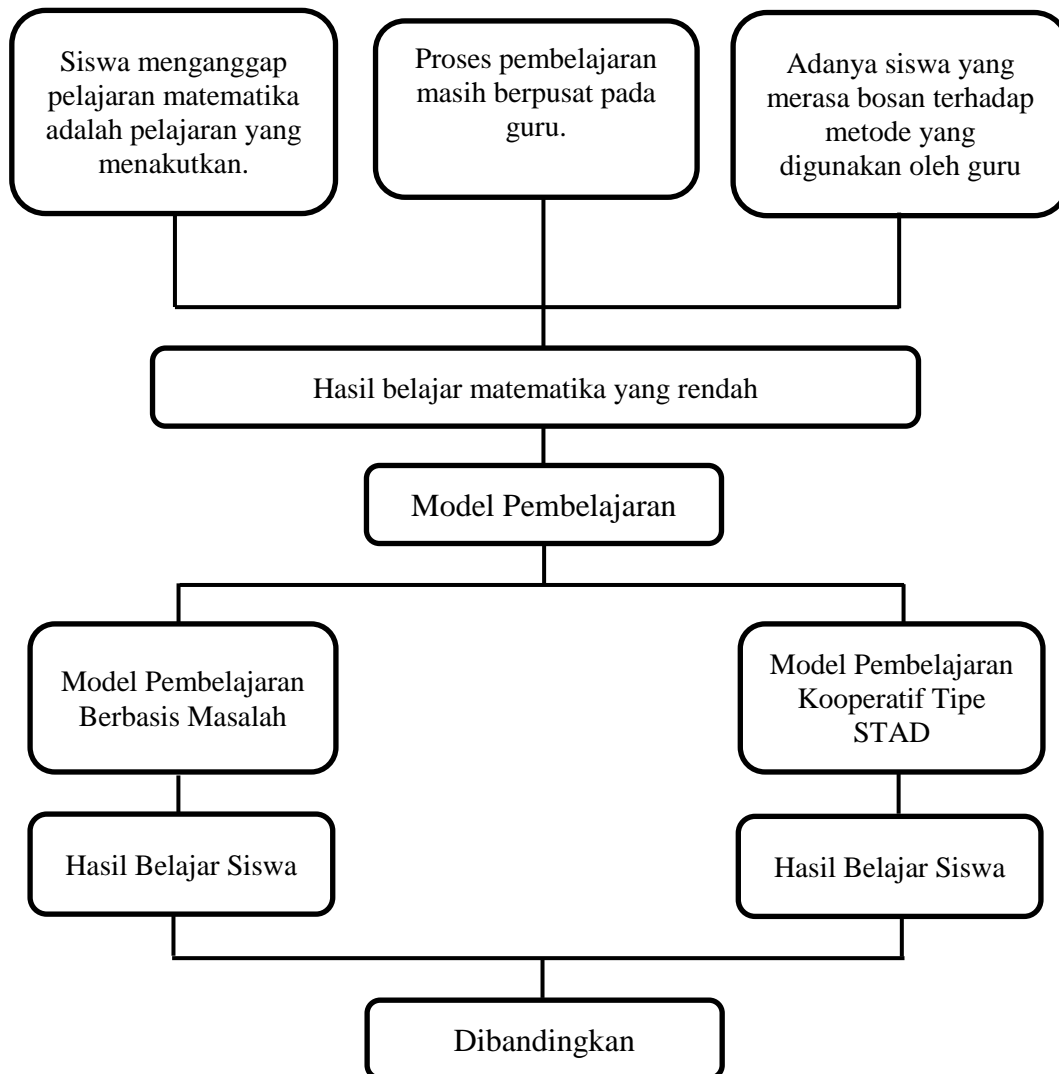 Siswa menganggap
pelajaran matematika
adalah pelajaran yang
menakutkan.
Proses pembelajaran
masih berpusat pada
guru.
Adanya siswa yang
merasa bosan terhadap
metode yang
digunakan oleh guru
Hasil belajar matematika yang rendah
Model Pembelajaran
Model Pembelajaran
Berbasis Masalah
Model Pembelajaran
Kooperatif Tipe
STAD
Hasil Belajar Siswa
Hasil Belajar Siswa
Dibandingkan